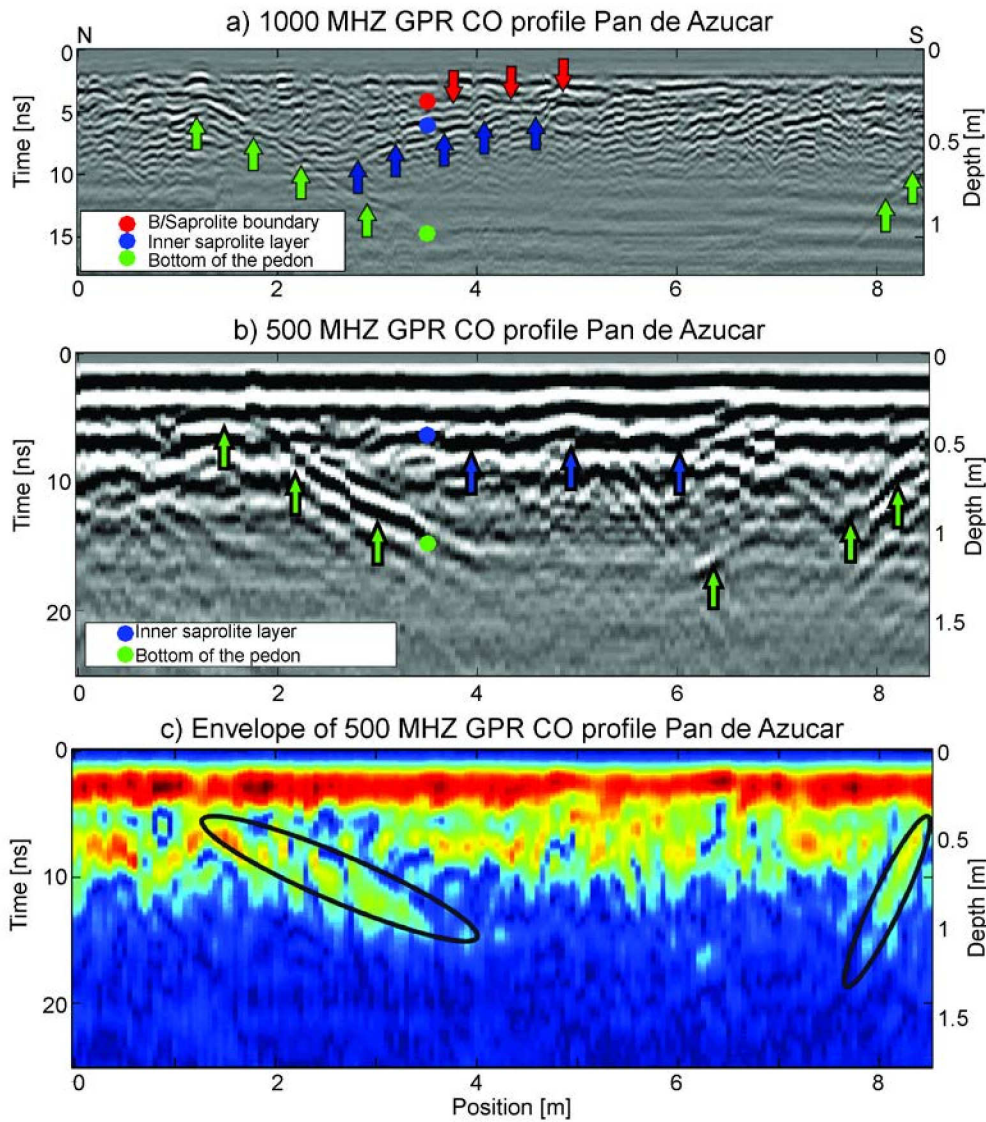 a) 1000 MHZ GPR CO profile Pan de Azucar
N
S
0
5
10
15
Time [ns]
0
0.5
1
Depth [m]
B/Saprolite boundary
Inner saprolite layer
Bottom of the pedon
0 2 4 6 8
b) 500 MHZ GPR CO profile Pan de Azucar
0
10
20
Time [ns]
0
0.5
1
1.5
Depth [m]
Inner saprolite layer
Bottom of the pedon
0 2 4 6 8
c) Envelope of 500 MHZ GPR CO profile Pan de Azucar
0
10
20
Time [ns]
0
0.5
1
1.5
Depth [m]
0 2 4 6 8
Position [m]